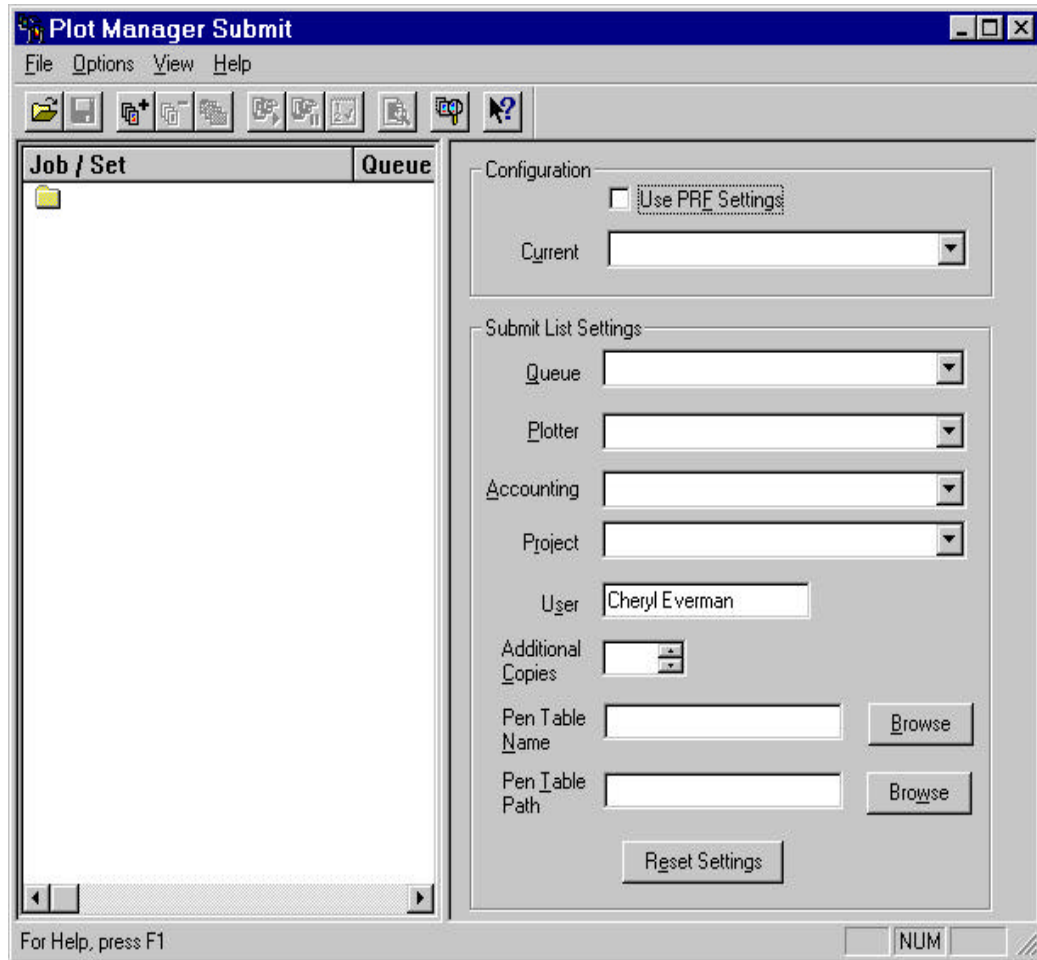 Plot Manager Submit
File Options View Help
Job / Set Queue
Configuration
Use PRF Settings
Current
Submit List Settings
Queue
Plotter
Accounting
Project
User Cheryl Everman
Additional
Copies
Pen Table
Name
Browse
Pen Table
Path
Browse
Reset Settings
For Help, press F1 NUM